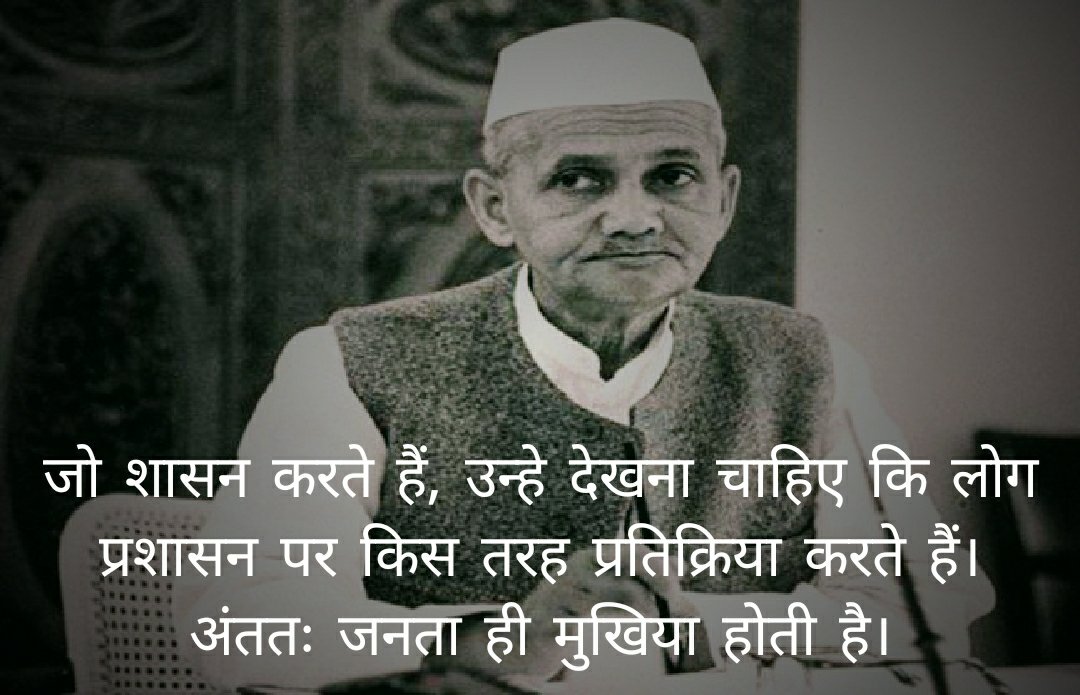 जो शासन करते हैं, उन्हे देखना चाहिए कि लोग
प्रशासन पर किस तरह प्रतिक्रिया करते हैं।
अंततः जनता ही मुखिया होती है।